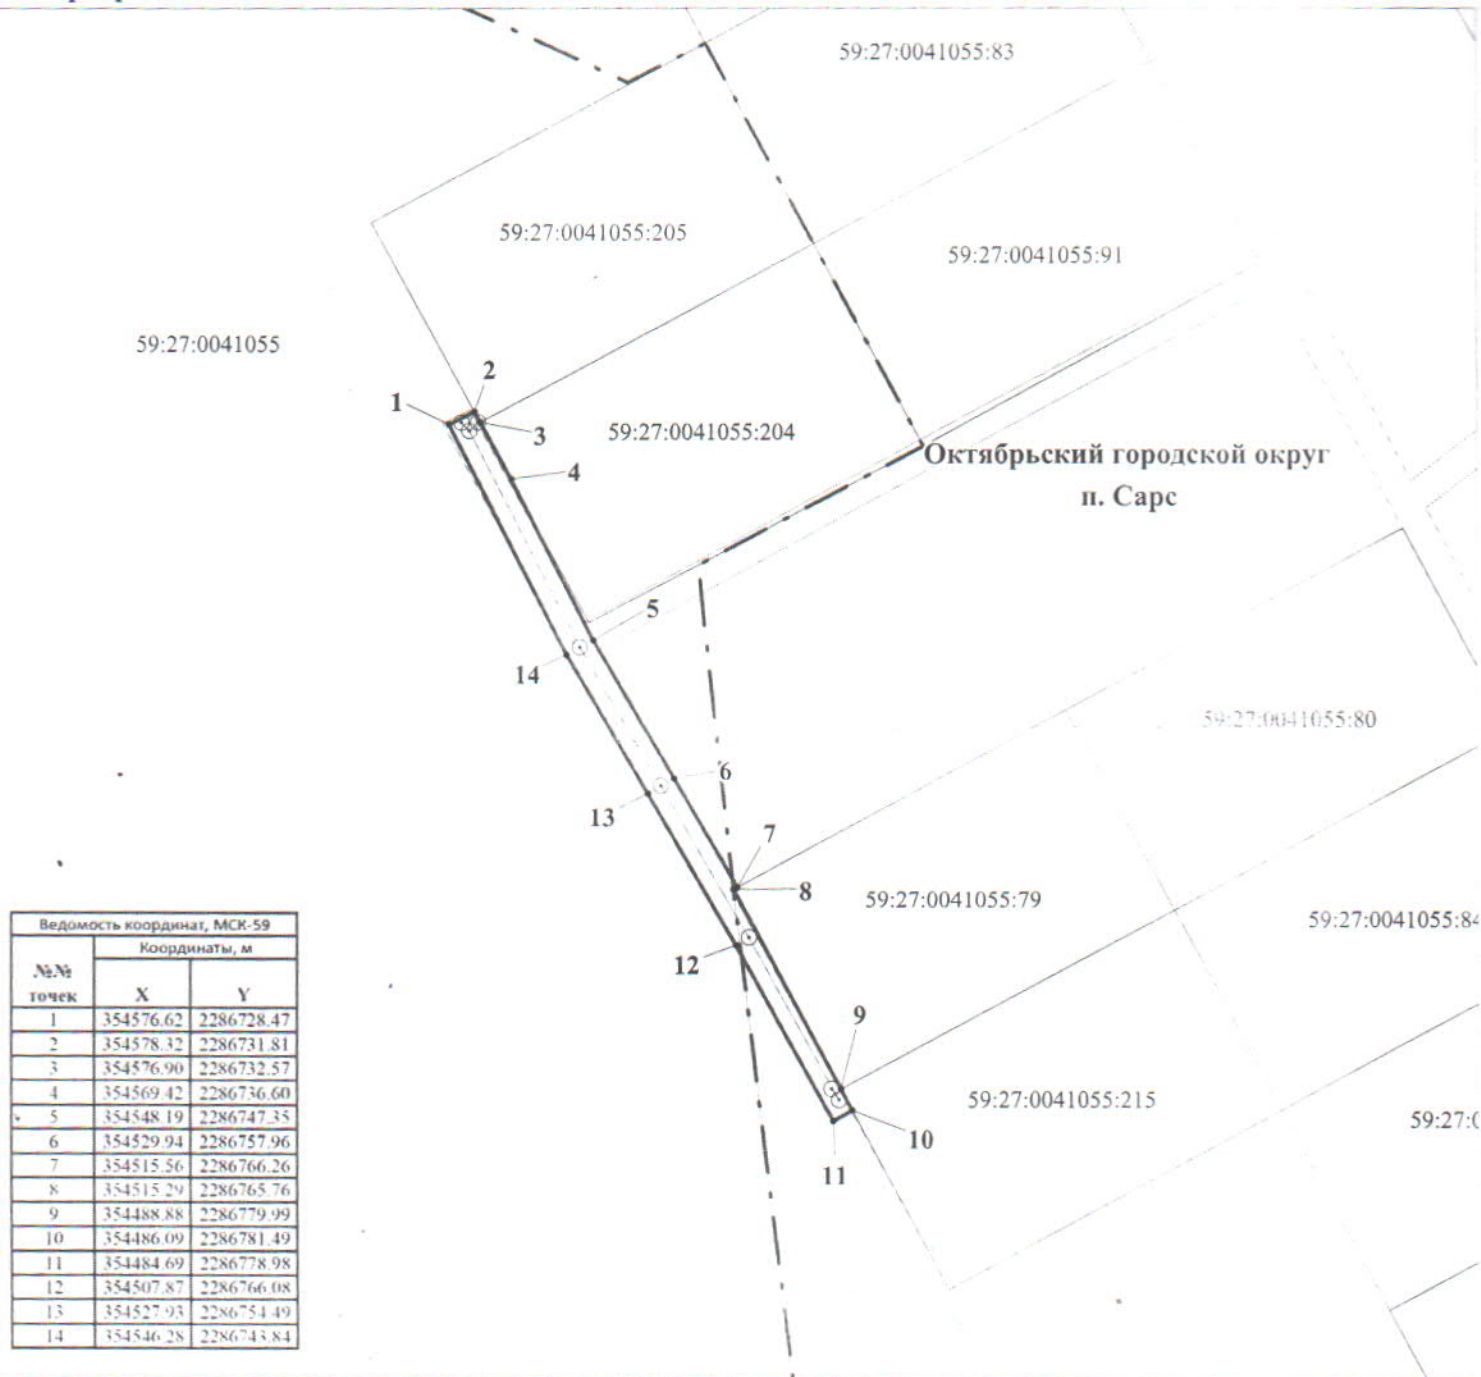 59:27:0041055:83
59:27:0041055:205
59:27:0041055:91
59:27:0041055
2
1
3
59:27:0041055:204
4
Октябрьский городской округ
п. Сарс
5
14
59:27:0041055:80
6
13
7
8
59:27:0041055:79
59:27:0041055:84
12
9
59:27:0041055:215
10
59:27:0
11
Ведомость координат, МСК-59
№№ точек
Координаты, м
X Y
1 354576.62 2286728.47
2 354578.32 2286731.81
3 354576.90 2286732.57
4 354569.42 2286736.60
5 354548.19 2286747.35
6 354529.94 2286757.96
7 354515.56 2286766.26
8 354515.29 2286765.76
9 354488.88 2286779.99
10 354486.09 2286781.49
11 354484.69 2286778.98
12 354507.87 2286766.08
13 354527.93 2286754.49
14 354546.28 2286743.84